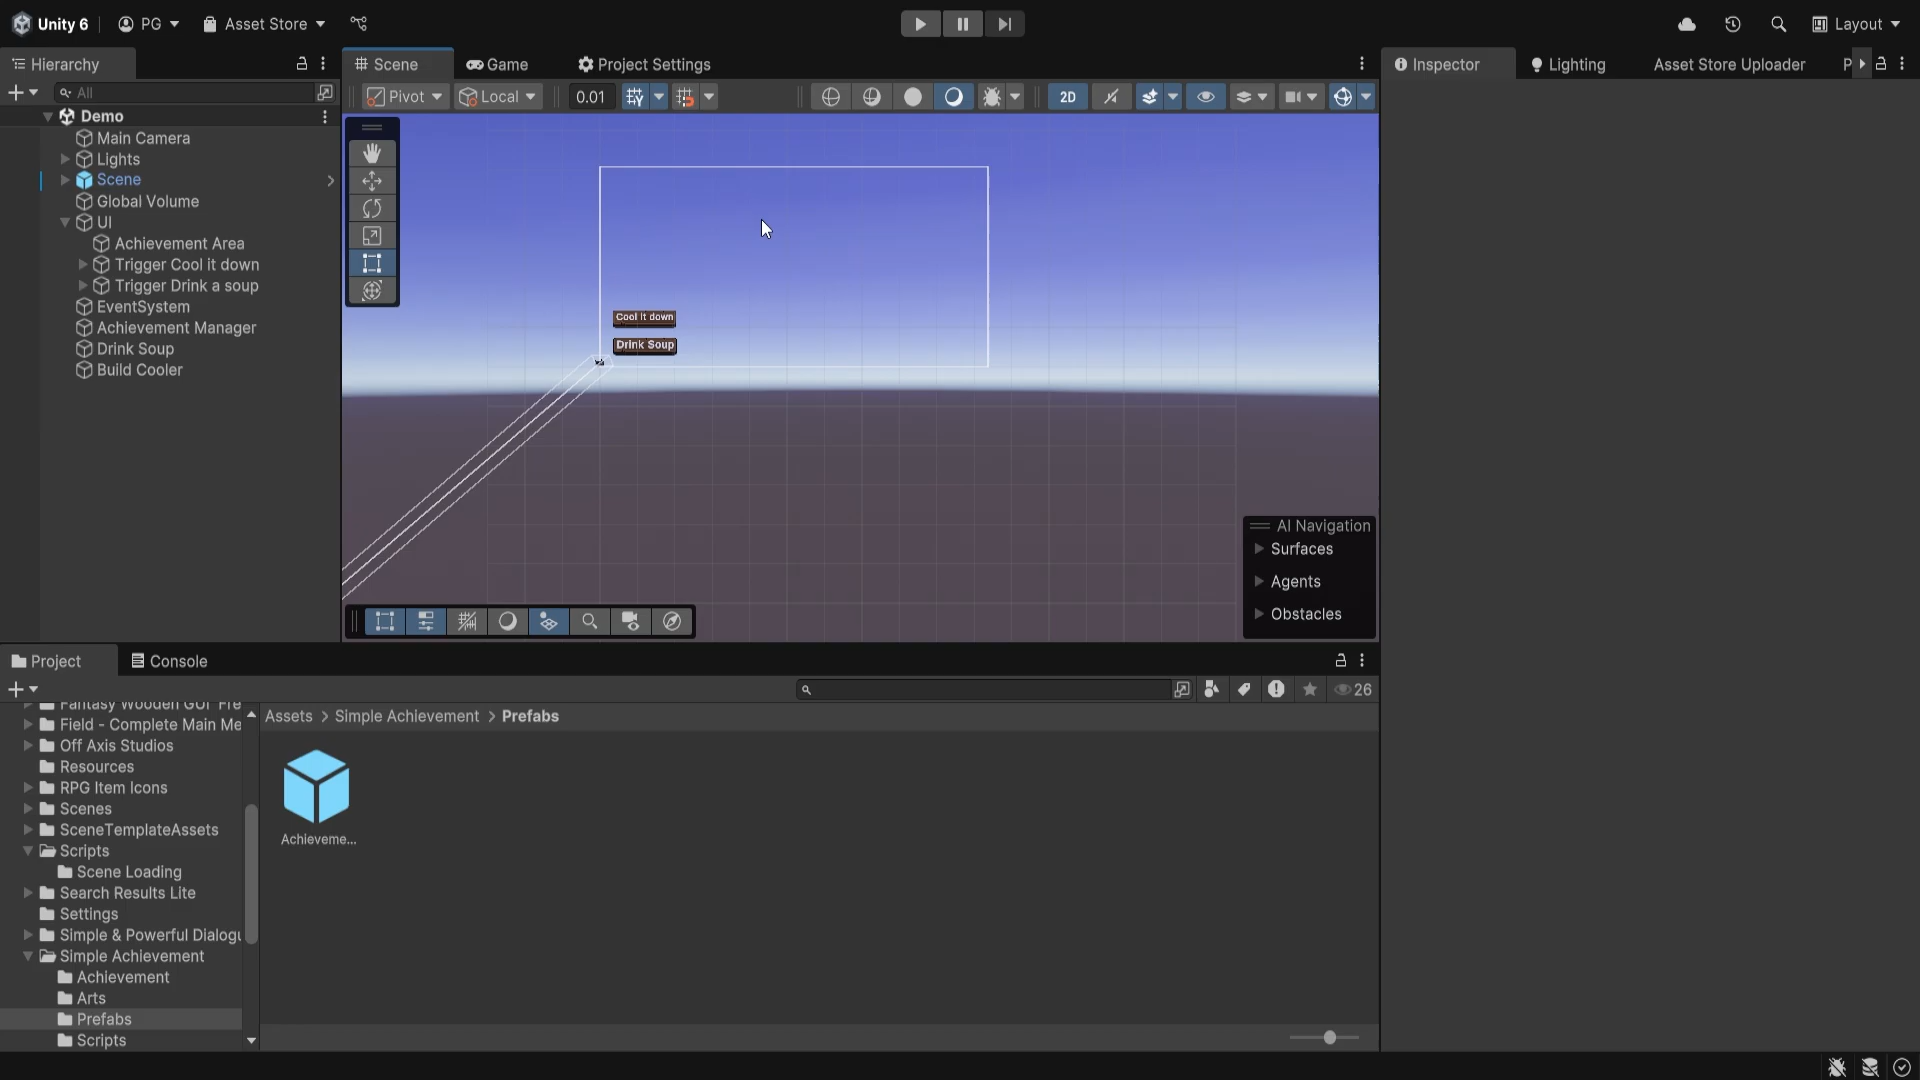 Unity 6
PG
Asset Store
Layout
Hierarchy
Scene
Game
Project Settings
Inspector
Lighting
Asset Store Uploader
P
All
Pivot
Local
0.01
2D
Demo
Main Camera
Lights
Scene
Global Volume
UI
Achievement Area
Trigger Cool it down
Trigger Drink a soup
EventSystem
Achievement Manager
Drink Soup
Build Cooler
Cool it down
Drink Soup
AI Navigation
Surfaces
Agents
Obstacles
Project
Console
26
Fantasy Wooden GUI Fre
Field - Complete Main Me
Off Axis Studios
Resources
RPG Item Icons
Scenes
SceneTemplateAssets
Scripts
Scene Loading
Search Results Lite
Settings
Simple & Powerful Dialogu
Simple Achievement
Achievement
Arts
Prefabs
Scripts
Assets > Simple Achievement > Prefabs
Achieveme...